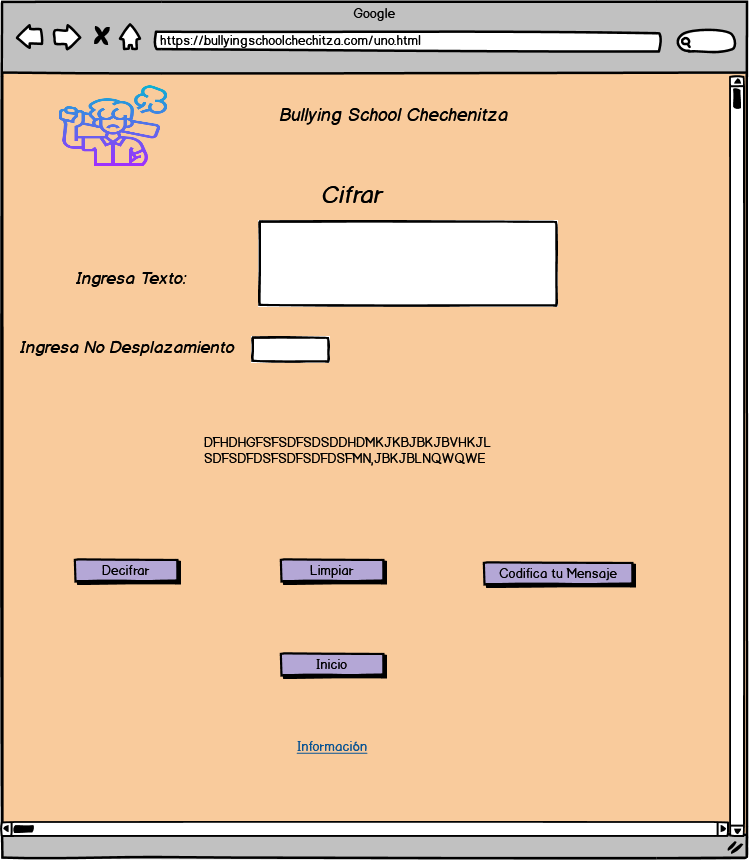 Google
https://bullyingschoolchechitza.com/uno.html
Bullying School Chechenitza
Cifrar
Ingresa Texto:
Ingresa No Desplazamiento
DFHDHGFSFSDFSDSDDHDMKJKBJBKJBVHKJL
SDFSDFDSFSDFSDFDSFMN,JBKJBLNQWQWE
Decifrar
Limpiar
Codifica tu Mensaje
Inicio
Información